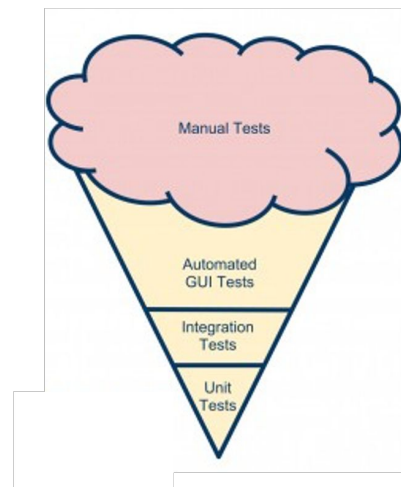 Manual Tests
Automated
GUI Tests
Integration
Tests
Unit
Tests